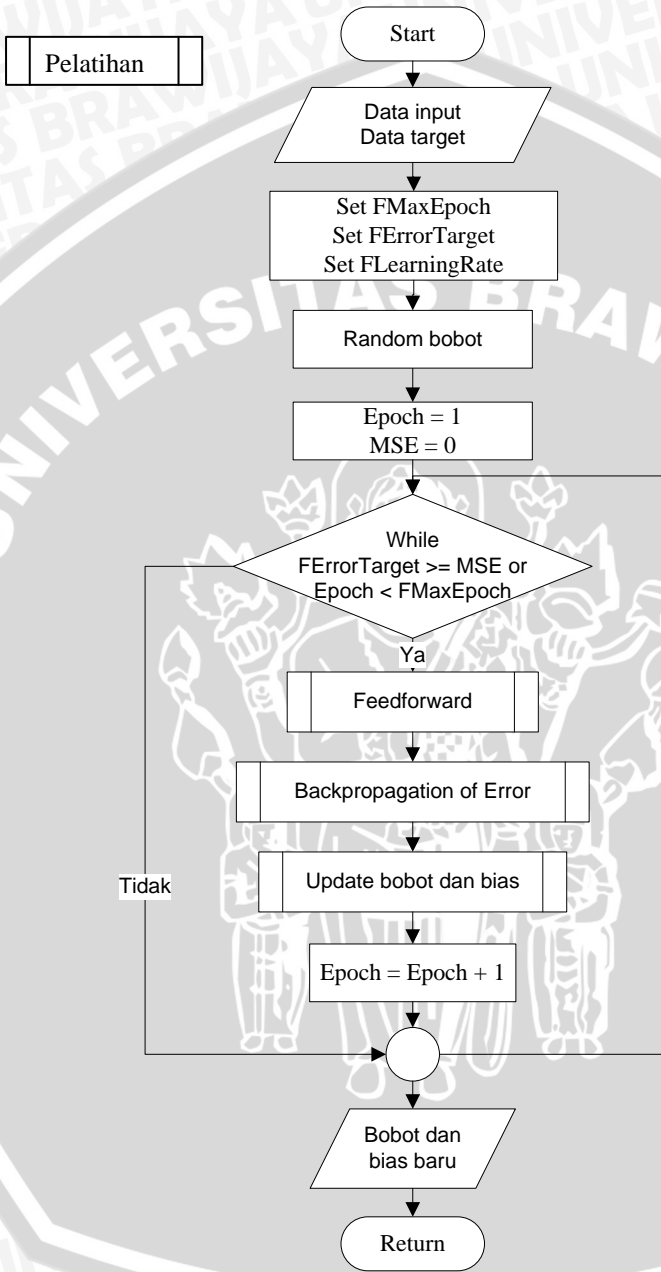 Pelatihan
Start
Data input
Data target
Set FMaxEpoch
Set FErrorTarget
Set FLearningRate
UNIVERSITAS BRAW
Random bobot
Epoch = 1
MSE = 0
While
FErrorTarget >= MSE or
Epoch < FMaxEpoch
Ya
Feedforward
Backpropagation of Error
Tidak
Update bobot dan bias
Epoch = Epoch + 1
Bobot dan
bias baru
Return